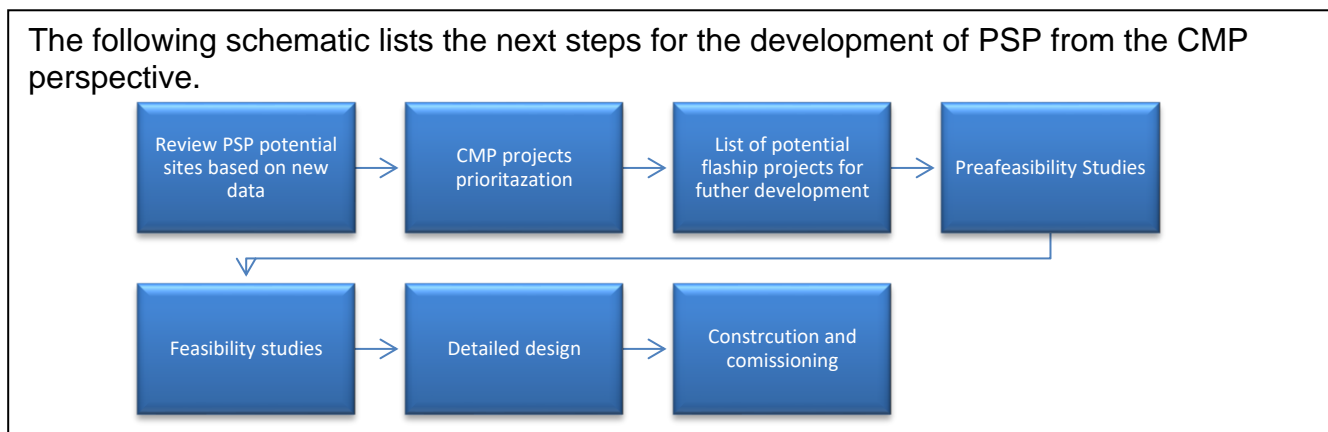 The following schematic lists the next steps for the development of PSP from the CMP
perspective.
Review PSP potential
sites based on new
data
CMP projects
prioritazation
List of potential
flaship projects for
futher development
Preafeasibility Studies
Feasibility studies
Detailed design
Constrcution and
comissioning